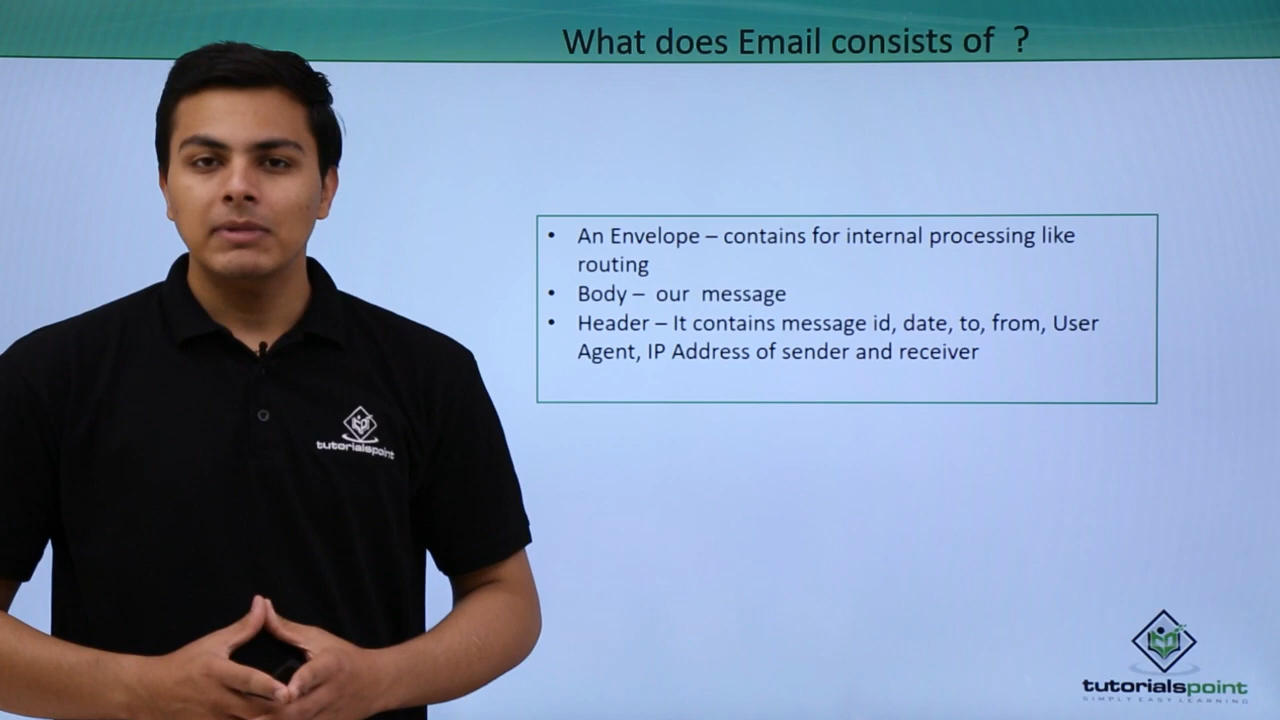 What does Email consists of ?
• An Envelope – contains for internal processing like
routing
• Body – our message
• Header – It contains message id, date, to, from, User
Agent, IP Address of sender and receiver
tutorialspoint
tutorialspoint
SIMPLY EASY LEARNING